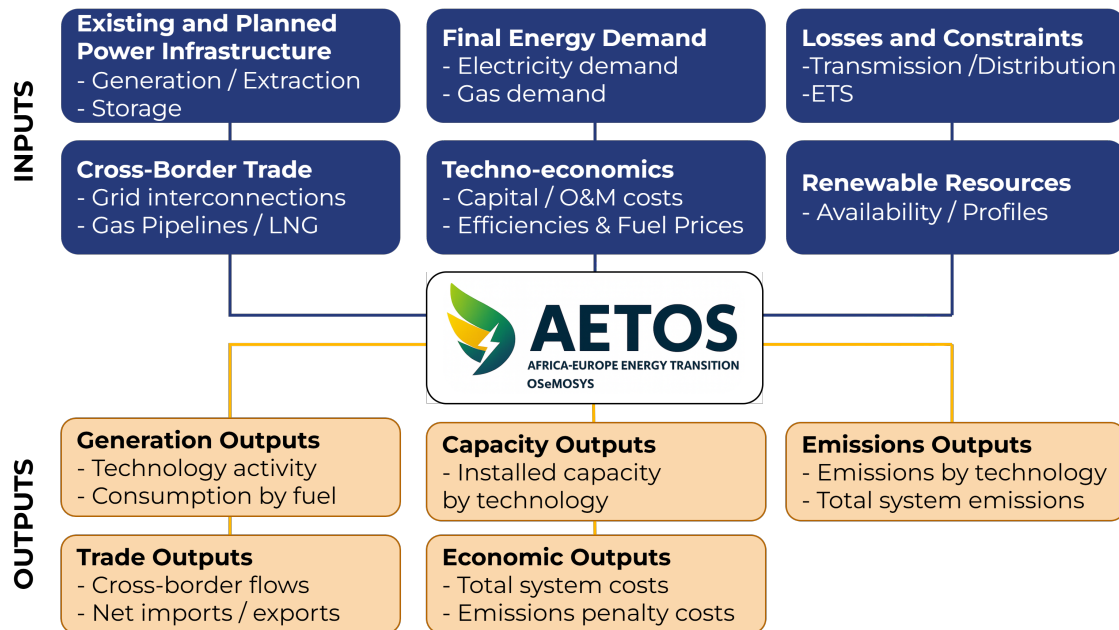 INPUTS
Existing and Planned
Power Infrastructure
- Generation / Extraction
- Storage
Final Energy Demand
- Electricity demand
- Gas demand
Losses and Constraints
-Transmission /Distribution
-ETS
Cross-Border Trade
- Grid interconnections
- Gas Pipelines / LNG
Techno-economics
- Capital / O&M costs
- Efficiencies & Fuel Prices
Renewable Resources
- Availability / Profiles
AETOS
AFRICA-EUROPE ENERGY TRANSITION
OSeMOSYS
OUTPUTS
Generation Outputs
- Technology activity
- Consumption by fuel
Capacity Outputs
- Installed capacity
by technology
Emissions Outputs
- Emissions by technology
- Total system emissions
Trade Outputs
- Cross-border flows
- Net imports / exports
Economic Outputs
- Total system costs
- Emissions penalty costs